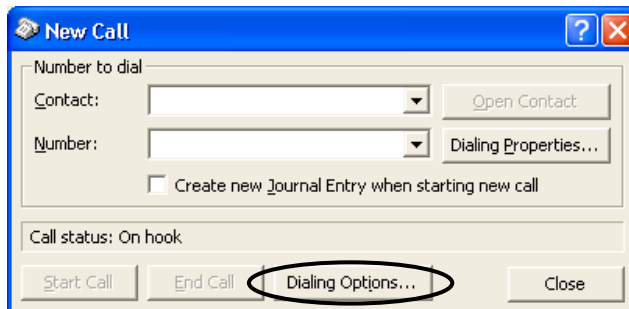 New Call
Number to dial
Contact: Open Contact
Number: Dialing Properties...
Create new Journal Entry when starting new call
Call status: On hook
Start Call End Call Dialing Options... Close